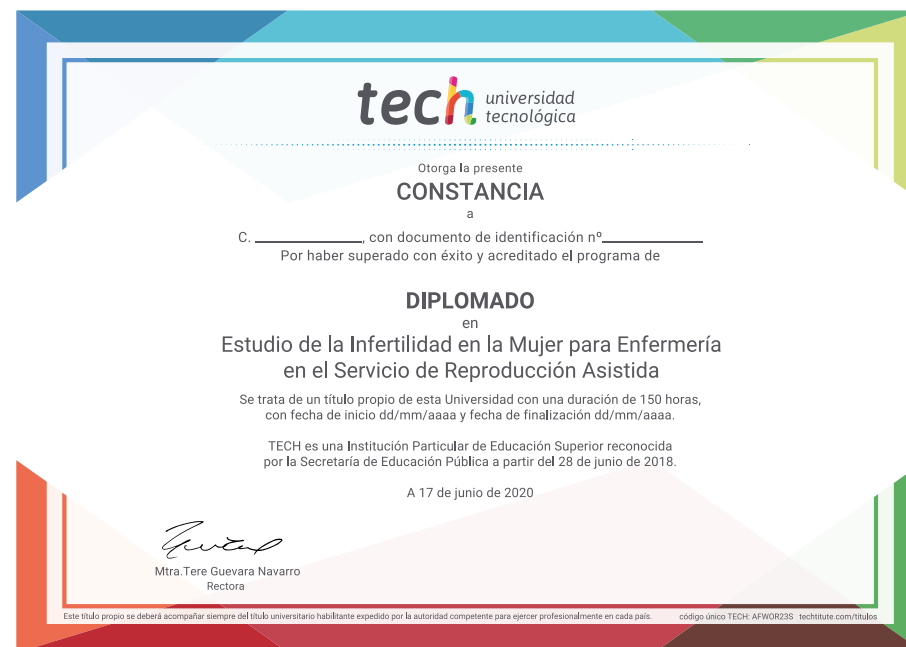 tech universidad
tecnológica
Otorga la presente
CONSTANCIA
a
C. ____________, con documento de identificación nº____________
Por haber superado con éxito y acreditado el programa de
DIPLOMADO
en
Estudio de la Infertilidad en la Mujer para Enfermería
en el Servicio de Reproducción Asistida
Se trata de un título propio de esta Universidad con una duración de 150 horas,
con fecha de inicio dd/mm/aaaa y fecha de finalización dd/mm/aaaa.
TECH es una Institución Particular de Educación Superior reconocida
por la Secretaría de Educación Pública a partir del 28 de junio de 2018.
A 17 de junio de 2020
Mtra.Tere Guevara Navarro
Rectora
Este título propio se deberá acompañar siempre del título universitario habilitante expedido por la autoridad competente para ejercer profesionalmente en cada país. código único TECH: AFWOR23S techtitute.com/títulos